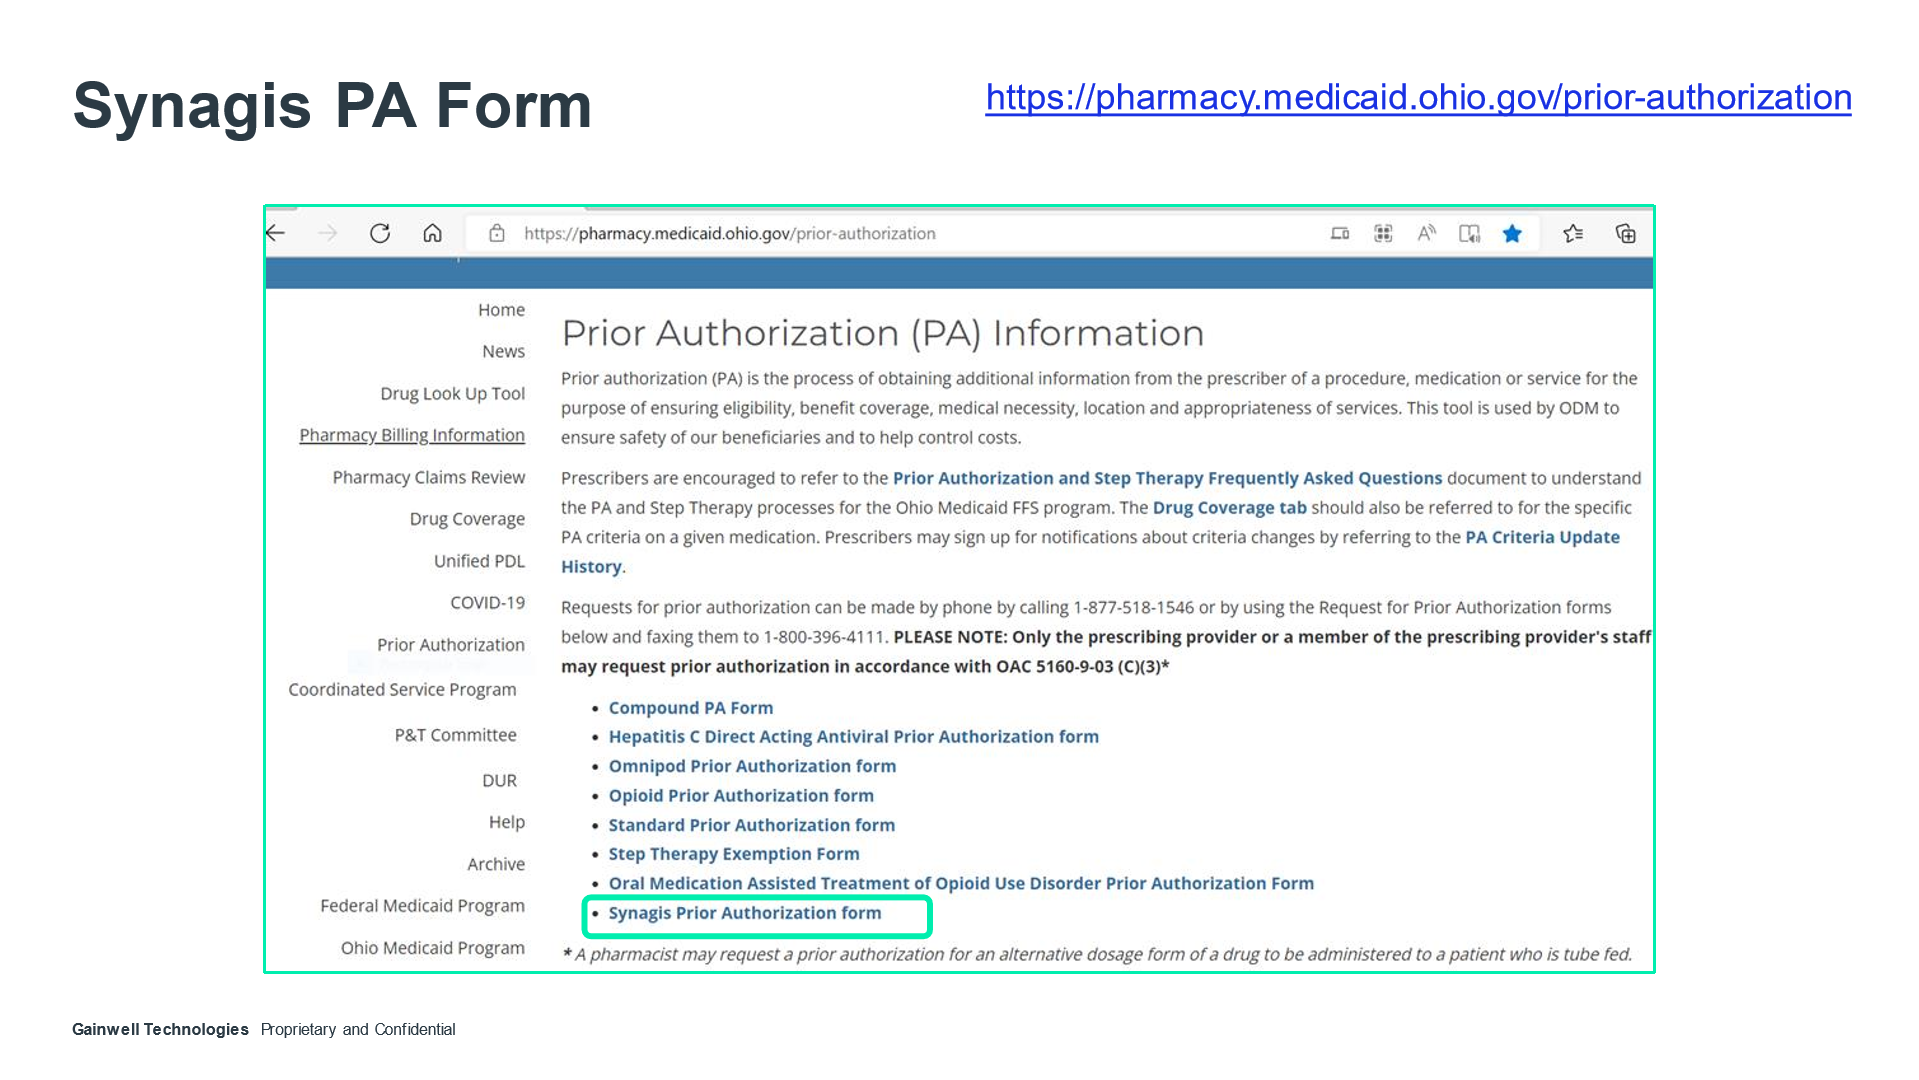 Synagis PA Form
https://pharmacy.medicaid.ohio.gov/prior-authorization
https://pharmacy.medicaid.ohio.gov/prior-authorization
Home
News
Drug Look Up Tool
Pharmacy Billing Information
Pharmacy Claims Review
Drug Coverage
Unified PDL
COVID-19
Prior Authorization
Coordinated Service Program
P&T Committee
DUR
Help
Archive
Federal Medicaid Program
Ohio Medicaid Program
Prior Authorization (PA) Information
Prior authorization (PA) is the process of obtaining additional information from the prescriber of a procedure, medication or service for the
purpose of ensuring eligibility, benefit coverage, medical necessity, location and appropriateness of services. This tool is used by ODM to
ensure safety of our beneficiaries and to help control costs.
Prescribers are encouraged to refer to the Prior Authorization and Step Therapy Frequently Asked Questions document to understand
the PA and Step Therapy processes for the Ohio Medicaid FFS program. The Drug Coverage tab should also be referred to for the specific
PA criteria on a given medication. Prescribers may sign up for notifications about criteria changes by referring to the PA Criteria Update
History.
Requests for prior authorization can be made by phone by calling 1-877-518-1546 or by using the Request for Prior Authorization forms
below and faxing them to 1-800-396-4111. PLEASE NOTE: Only the prescribing provider or a member of the prescribing provider's staff
may request prior authorization in accordance with OAC 5160-9-03 (C)(3)*
• Compound PA Form
• Hepatitis C Direct Acting Antiviral Prior Authorization form
• Omnipod Prior Authorization form
• Opioid Prior Authorization form
• Standard Prior Authorization form
• Step Therapy Exemption Form
• Oral Medication Assisted Treatment of Opioid Use Disorder Prior Authorization Form
• Synagis Prior Authorization form
* A pharmacist may request a prior authorization for an alternative dosage form of a drug to be administered to a patient who is tube fed.
Gainwell Technologies Proprietary and Confidential